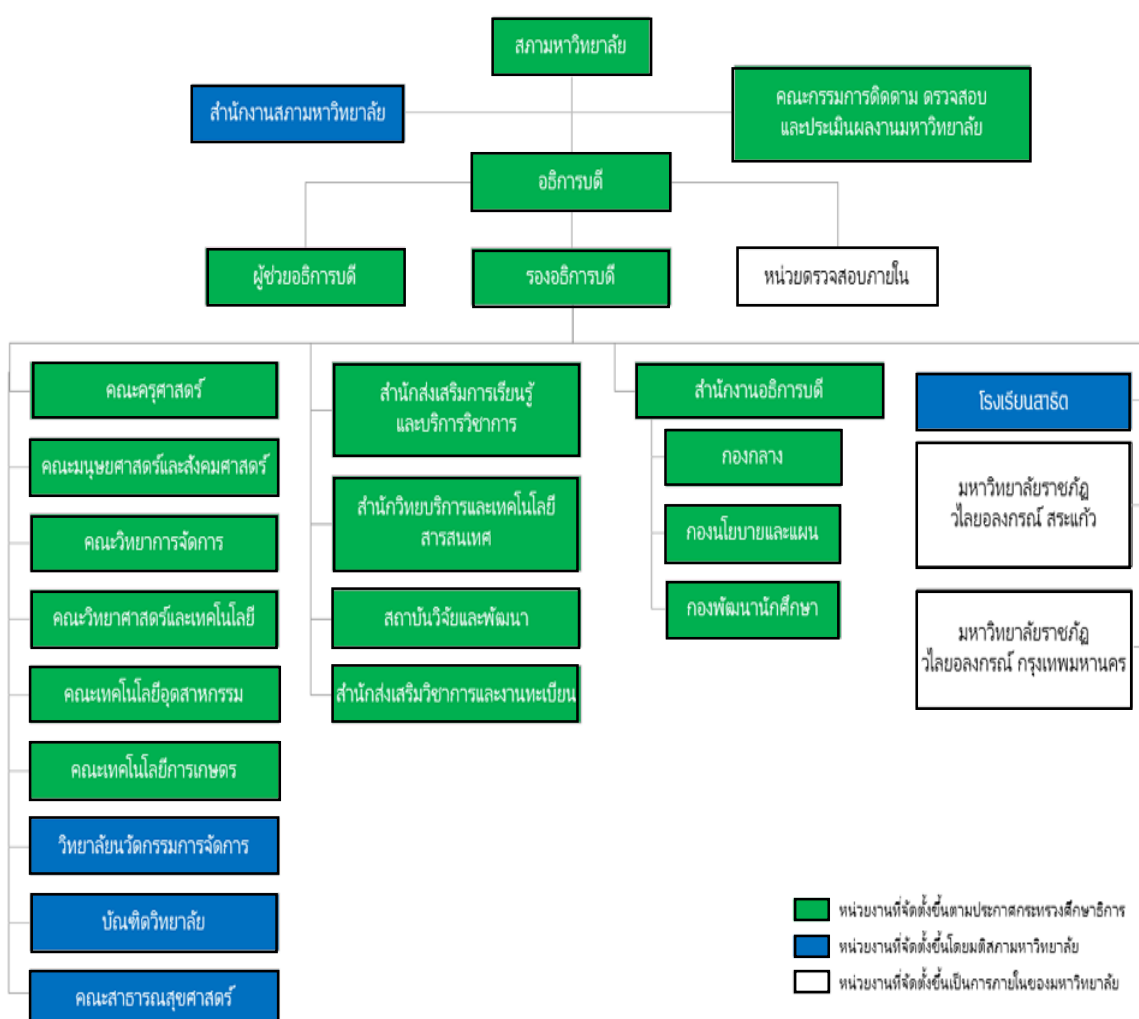 สภามหาวิทยาลัย
สำนักงานสภามหาวิทยาลัย
คณะกรรมการติดตาม ตรวจสอบ
และประเมินผลงานมหาวิทยาลัย
อธิการบดี
ผู้ช่วยอธิการบดี
รองอธิการบดี
หน่วยตรวจสอบภายใน
คณะครุศาสตร์
คณะมนุษยศาสตร์และสังคมศาสตร์
คณะวิทยาการจัดการ
คณะวิทยาศาสตร์และเทคโนโลยี
คณะเทคโนโลยีอุตสาหกรรม
คณะเทคโนโลยีการเกษตร
วิทยาลัยนวัตกรรมการจัดการ
บัณฑิตวิทยาลัย
คณะสาธารณสุขศาสตร์
สำนักส่งเสริมการเรียนรู้
และบริการวิชาการ
สำนักวิทยบริการและเทคโนโลยี
สารสนเทศ
สถาบันวิจัยและพัฒนา
สำนักส่งเสริมวิชาการและงานทะเบียน
สำนักงานอธิการบดี
กองกลาง
กองนโยบายและแผน
กองพัฒนานักศึกษา
โรงเรียนสาธิต
มหาวิทยาลัยราชภัฏ
วไลยอลงกรณ์ สระแก้ว
มหาวิทยาลัยราชภัฏ
วไลยอลงกรณ์ กรุงเทพมหานคร
หน่วยงานที่จัดตั้งขึ้นตามประกาศกระทรวงศึกษาธิการ
หน่วยงานที่จัดตั้งขึ้นโดยมติสภามหาวิทยาลัย
หน่วยงานที่จัดตั้งขึ้นเป็นการภายในของมหาวิทยาลัย